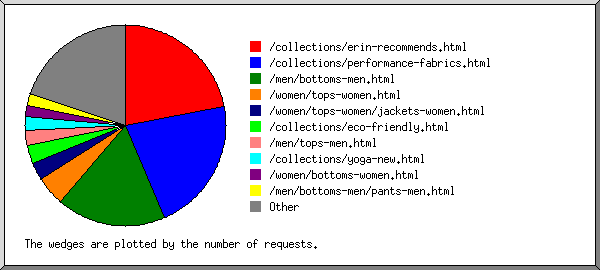 /collections/erin-recommends.html
/collections/performance-fabrics.html
/men/bottoms-men.html
/women/tops-women.html
/women/tops-women/jackets-women.html
/collections/eco-friendly.html
/men/tops-men.html
/collections/yoga-new.html
/women/bottoms-women.html
/men/bottoms-men/pants-men.html
Other
The wedges are plotted by the number of requests.